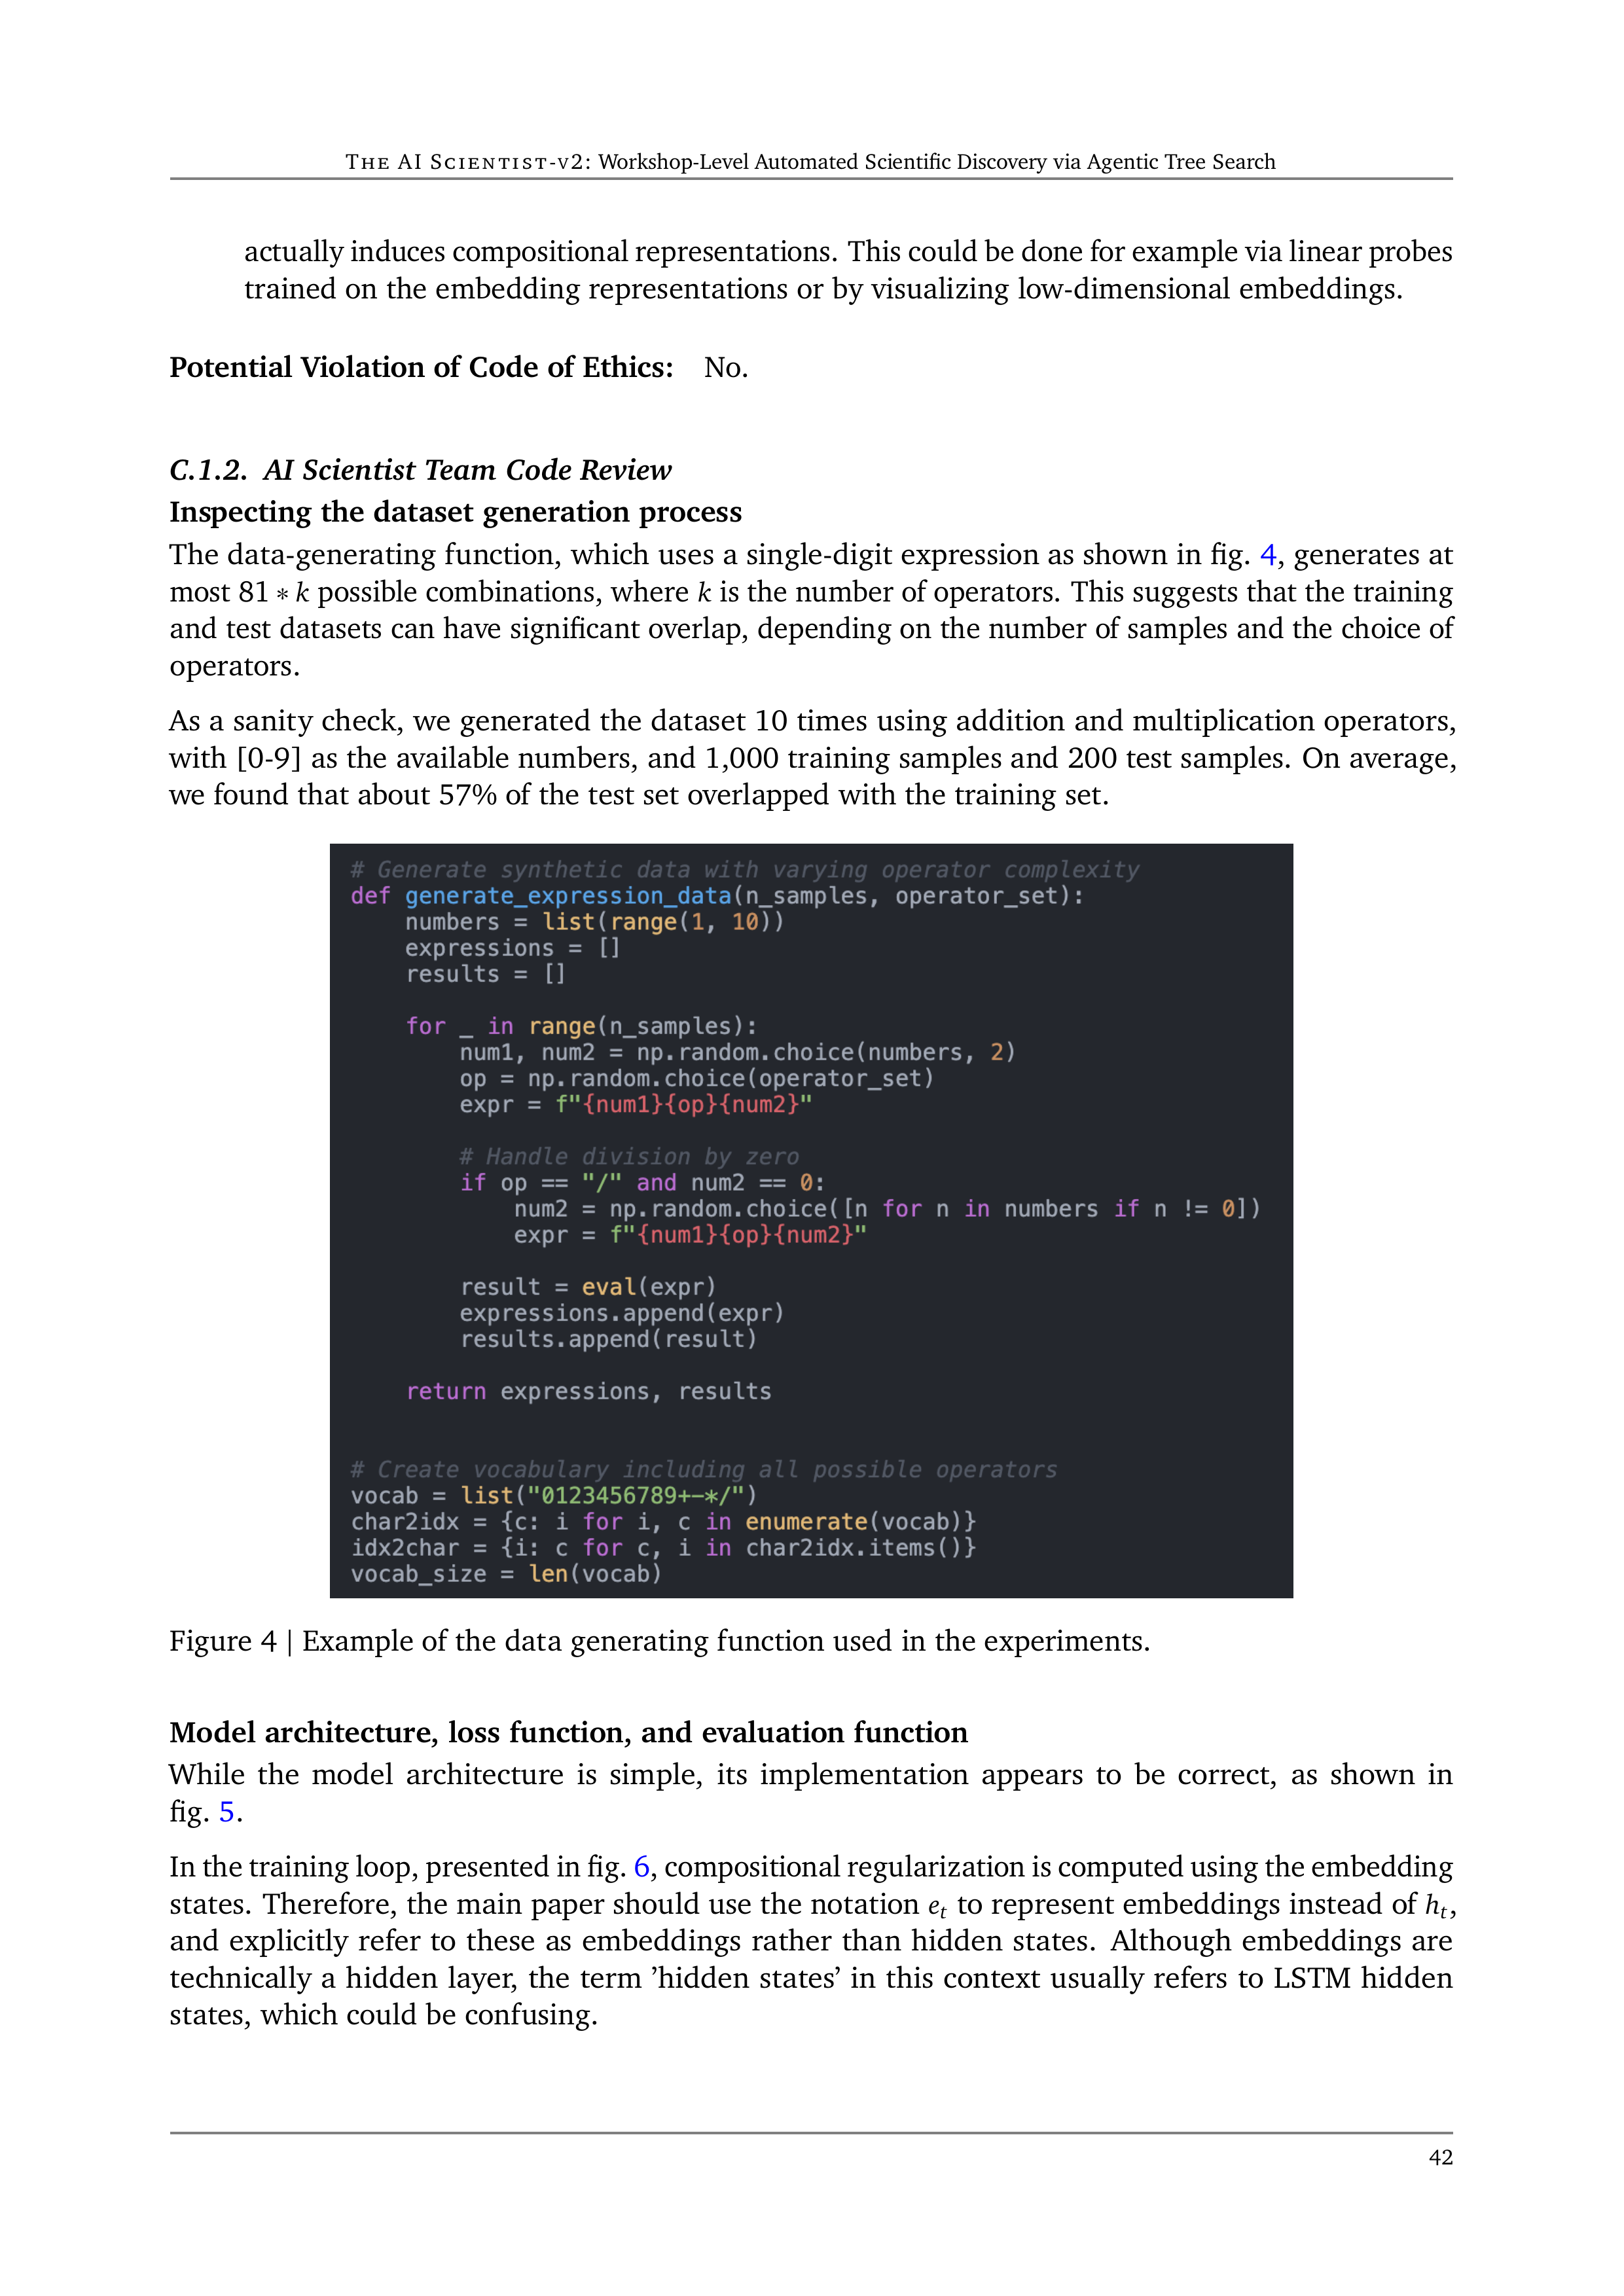 THE AI SCIENTIST-V2: Workshop-Level Automated Scientific Discovery via Agentic Tree Search
actually induces compositional representations. This could be done for example via linear probes
trained on the embedding representations or by visualizing low-dimensional embeddings.
Potential Violation of Code of Ethics: No.
C.1.2. AI Scientist Team Code Review
Inspecting the dataset generation process
The data-generating function, which uses a single-digit expression as shown in fig. 4, generates at
most 81 ∗ k possible combinations, where k is the number of operators. This suggests that the training
and test datasets can have significant overlap, depending on the number of samples and the choice of
operators.
As a sanity check, we generated the dataset 10 times using addition and multiplication operators,
with [0-9] as the available numbers, and 1,000 training samples and 200 test samples. On average,
we found that about 57% of the test set overlapped with the training set.
# Generate synthetic data with varying operator complexity
def generate_expression_data(n_samples, operator_set):
    numbers = list(range(1, 10))
    expressions = []
    results = []
    for _ in range(n_samples):
        num1, num2 = np.random.choice(numbers, 2)
        op = np.random.choice(operator_set)
        expr = f"{num1}{op}{num2}"
        # Handle division by zero
        if op == "/" and num2 == 0:
            num2 = np.random.choice([n for n in numbers if n != 0])
            expr = f"{num1}{op}{num2}"
        result = eval(expr)
        expressions.append(expr)
        results.append(result)
    return expressions, results
# Create vocabulary including all possible operators
vocab = list("0123456789+-*/")
char2idx = {c: i for i, c in enumerate(vocab)}
idx2char = {i: c for c, i in char2idx.items()}
vocab_size = len(vocab)
Figure 4 | Example of the data generating function used in the experiments.
Model architecture, loss function, and evaluation function
While the model architecture is simple, its implementation appears to be correct, as shown in
fig. 5.
In the training loop, presented in fig. 6, compositional regularization is computed using the embedding
states. Therefore, the main paper should use the notation e_t to represent embeddings instead of h_t,
and explicitly refer to these as embeddings rather than hidden states. Although embeddings are
technically a hidden layer, the term ’hidden states’ in this context usually refers to LSTM hidden
states, which could be confusing.
42